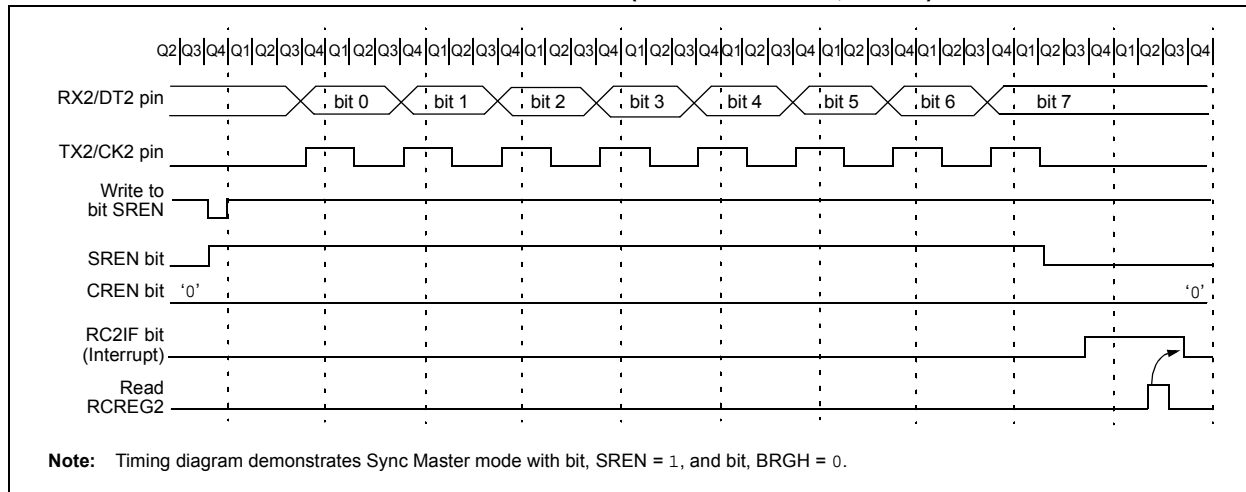 Q2 Q3 Q4 Q1 Q2 Q3 Q4 Q1 Q2 Q3 Q4 Q1 Q2 Q3 Q4 Q1 Q2 Q3 Q4 Q1 Q2 Q3 Q4 Q1 Q2 Q3 Q4 Q1 Q2 Q3 Q4 Q1 Q2 Q3 Q4 Q1 Q2 Q3 Q4 Q1 Q2 Q3 Q4
RX2/DT2 pin bit 0 bit 1 bit 2 bit 3 bit 4 bit 5 bit 6 bit 7
TX2/CK2 pin
Write to
bit SREN
SREN bit
CREN bit '0' '0'
RC2IF bit
(Interrupt)
Read
RCREG2
Note: Timing diagram demonstrates Sync Master mode with bit, SREN = 1, and bit, BRGH = 0.